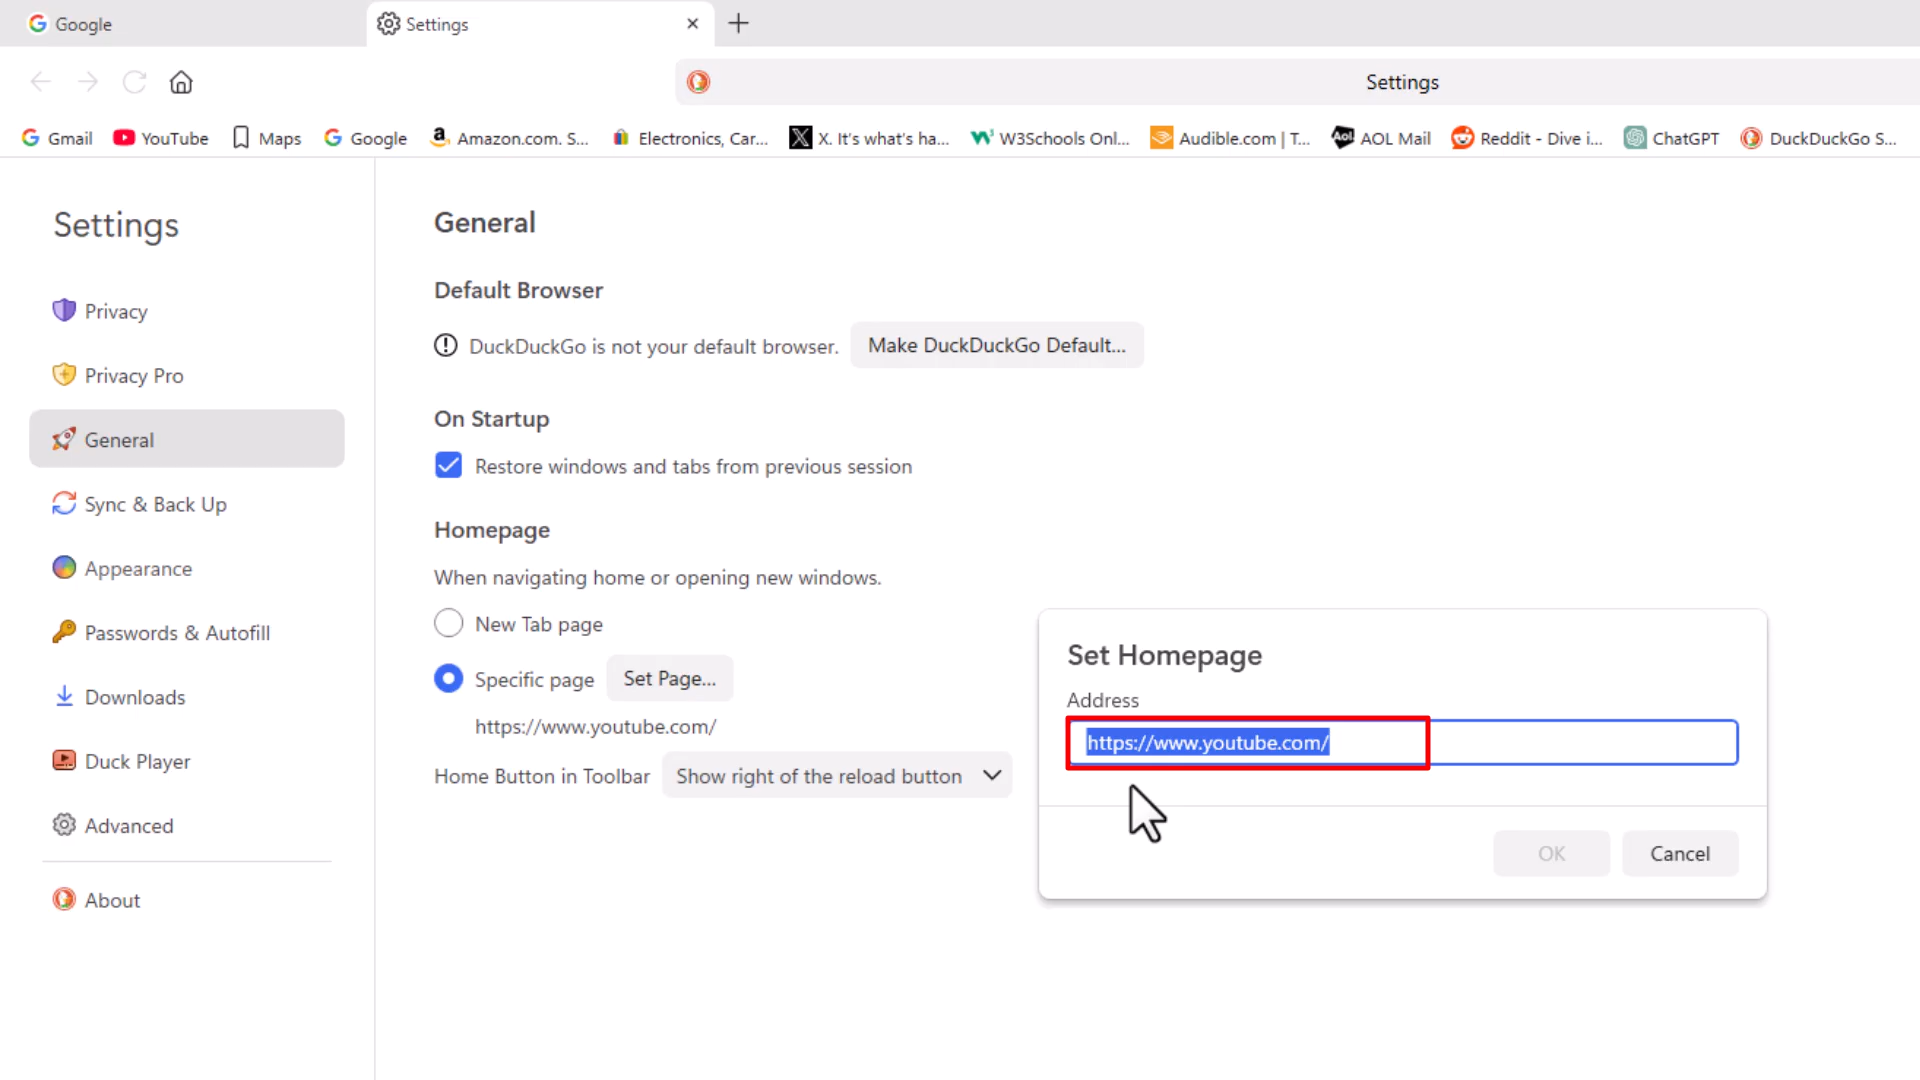 Google
Settings
Settings
Gmail YouTube Maps Google Amazon.com. S... Electronics, Car... X. It's what's ha... W3Schools Onl... Audible.com | T... AOL Mail Reddit - Dive i... ChatGPT DuckDuckGo S...
Settings
Privacy
Privacy Pro
General
Sync & Back Up
Appearance
Passwords & Autofill
Downloads
Duck Player
Advanced
About
General
Default Browser
DuckDuckGo is not your default browser. Make DuckDuckGo Default...
On Startup
Restore windows and tabs from previous session
Homepage
When navigating home or opening new windows.
New Tab page
Specific page Set Page...
https://www.youtube.com/
Home Button in Toolbar Show right of the reload button
Set Homepage
Address
https://www.youtube.com/
OK Cancel